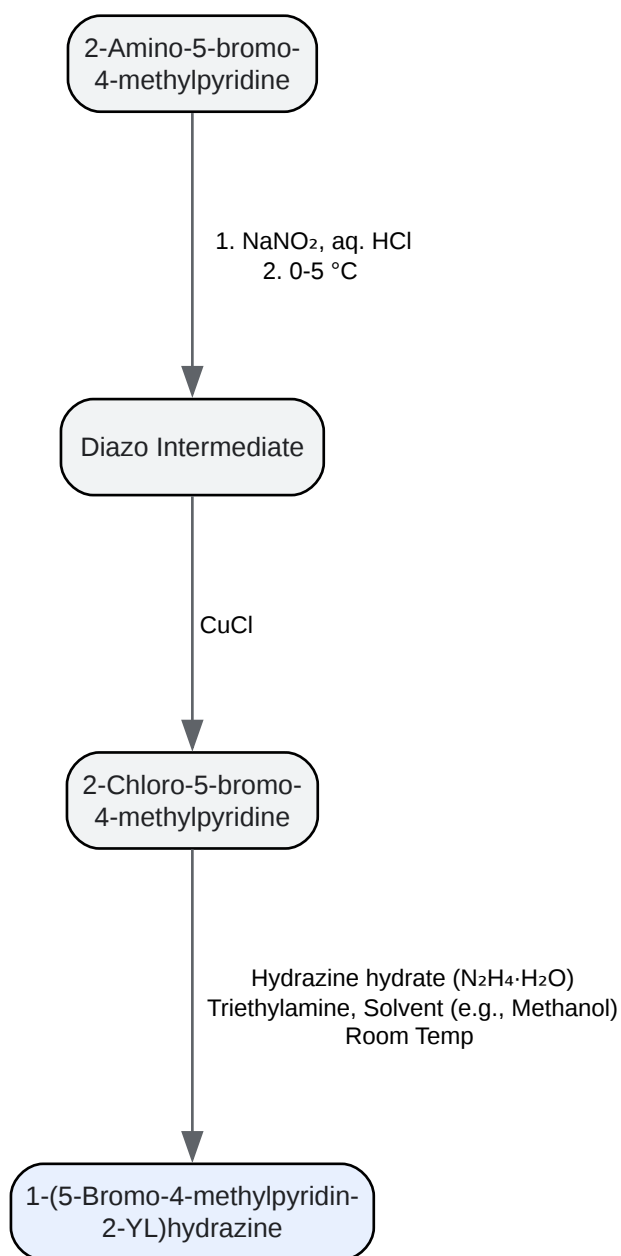 2-Amino-5-bromo-
4-methylpyridine
1. NaNO₂, aq. HCl
2. 0-5 °C
Diazo Intermediate
CuCl
2-Chloro-5-bromo-
4-methylpyridine
Hydrazine hydrate (N₂H₄·H₂O)
Triethylamine, Solvent (e.g., Methanol)
Room Temp
1-(5-Bromo-4-methylpyridin-
2-YL)hydrazine